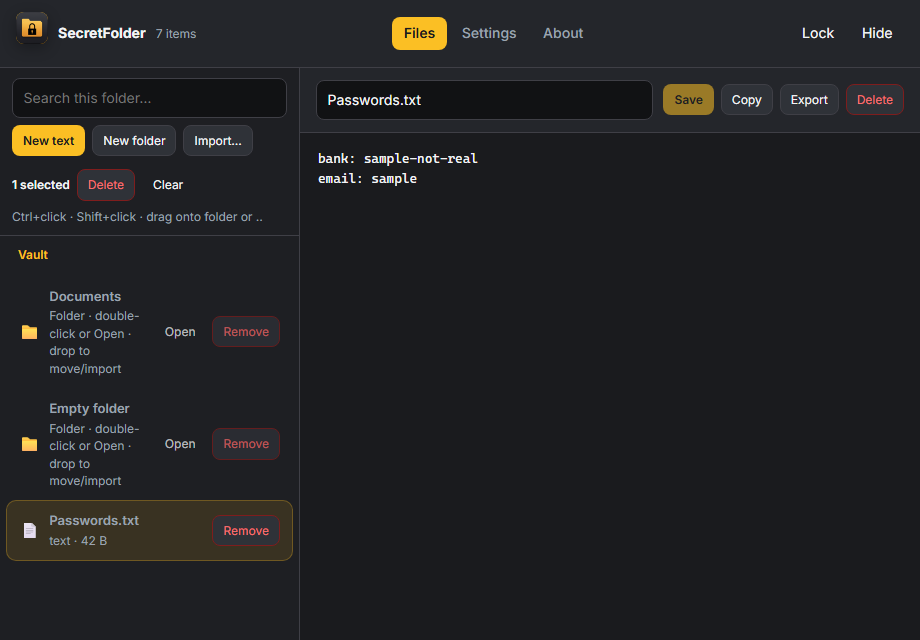 SecretFolder 7 items
Files Settings About
Lock Hide
Search this folder...
New text New folder Import...
1 selected Delete Clear
Ctrl+click · Shift+click · drag onto folder or ..
Vault
Documents
Folder · double-
click or Open ·
drop to
move/import
Open Remove
Empty folder
Folder · double-
click or Open ·
drop to
move/import
Open Remove
Passwords.txt
text · 42 B
Remove
Passwords.txt
Save Copy Export Delete
bank: sample-not-real
email: sample